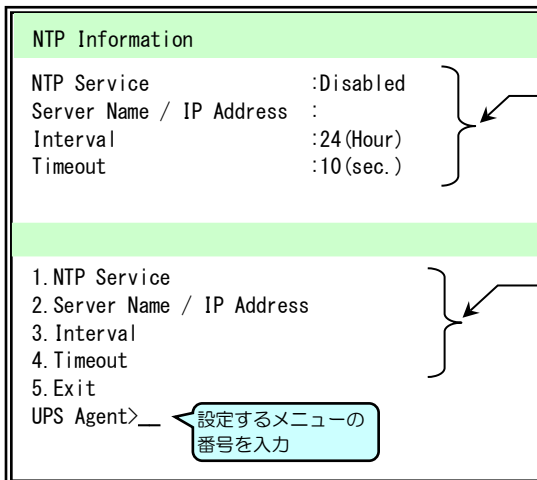 NTP Information
NTP Service :Disabled
Server Name / IP Address :
Interval :24(Hour)
Timeout :10(sec.)
1.NTP Service
2.Server Name / IP Address
3.Interval
4.Timeout
5.Exit
UPS Agent>__
設定するメニューの
番号を入力